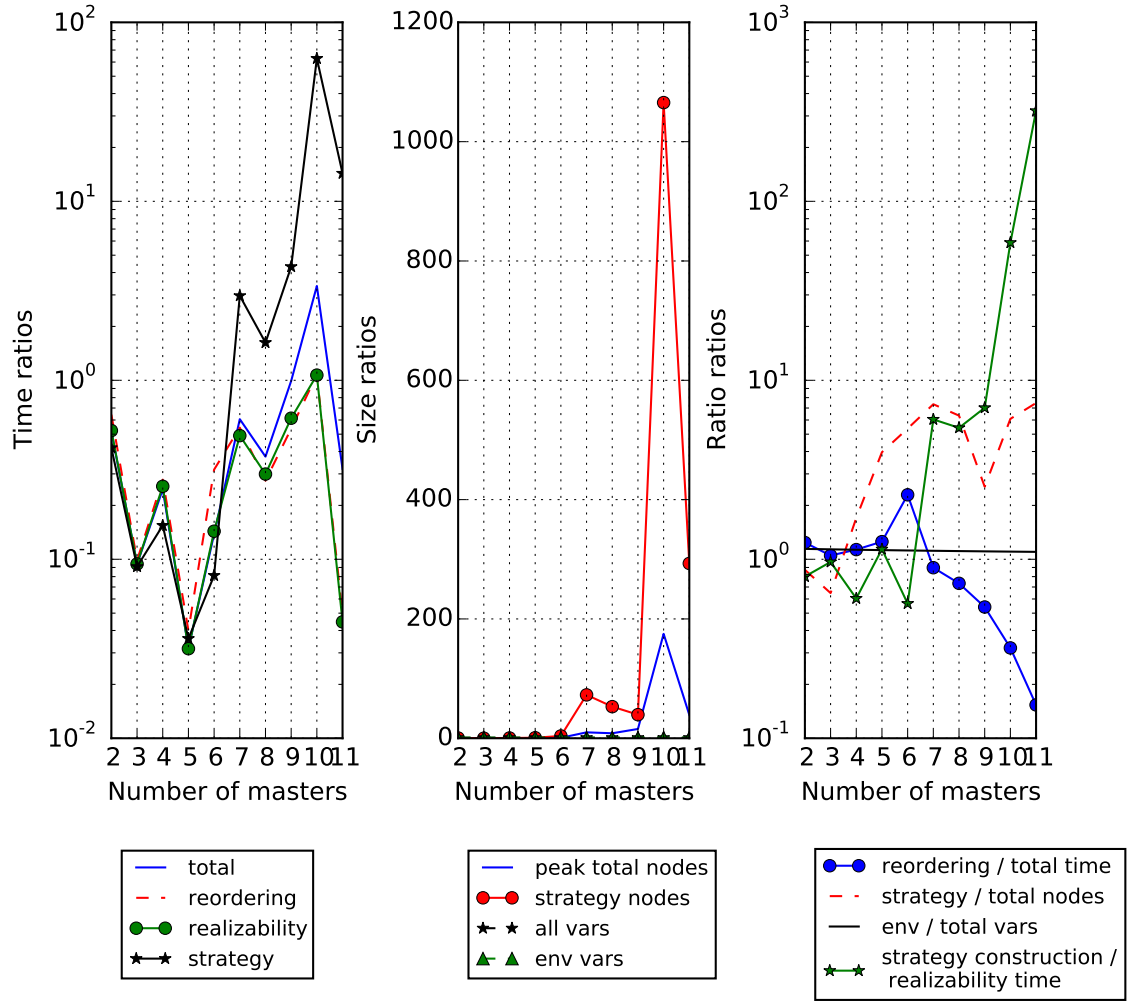 10^2
10^1
10^0
10^-1
10^-2
Time ratios
2 3 4 5 6 7 8 9 10 11
Number of masters
total
reordering
realizability
strategy
1200
1000
800
600
400
200
0
Size ratios
2 3 4 5 6 7 8 9 10 11
Number of masters
peak total nodes
strategy nodes
all vars
env vars
10^3
10^2
10^1
10^0
10^-1
Ratio ratios
2 3 4 5 6 7 8 9 10 11
Number of masters
reordering / total time
strategy / total nodes
env / total vars
strategy construction /
realizability time